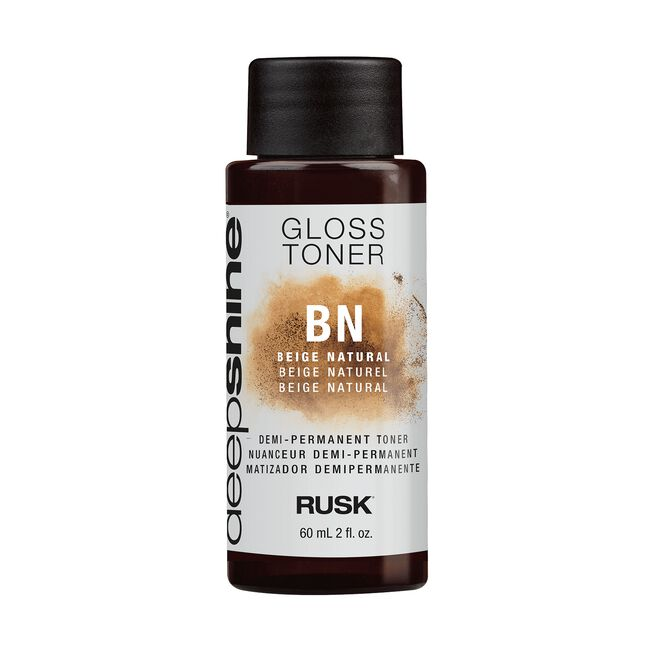 deepshine®
GLOSS
TONER
BN
BEIGE NATURAL
BEIGE NATUREL
BEIGE NATURAL
DEMI-PERMANENT TONER
NUANCEUR DEMI-PERMANENT
MATIZADOR DEMIPERMANENTE
RUSK®
60 mL 2 fl. oz.